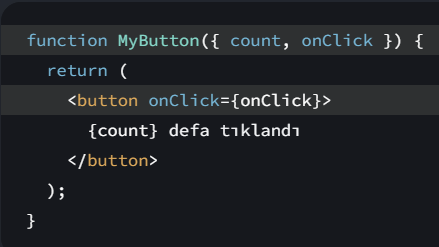 function MyButton({ count, onClick }) {
  return (
    <button onClick={onClick}>
      {count} defa tıklandı
    </button>
  );
}